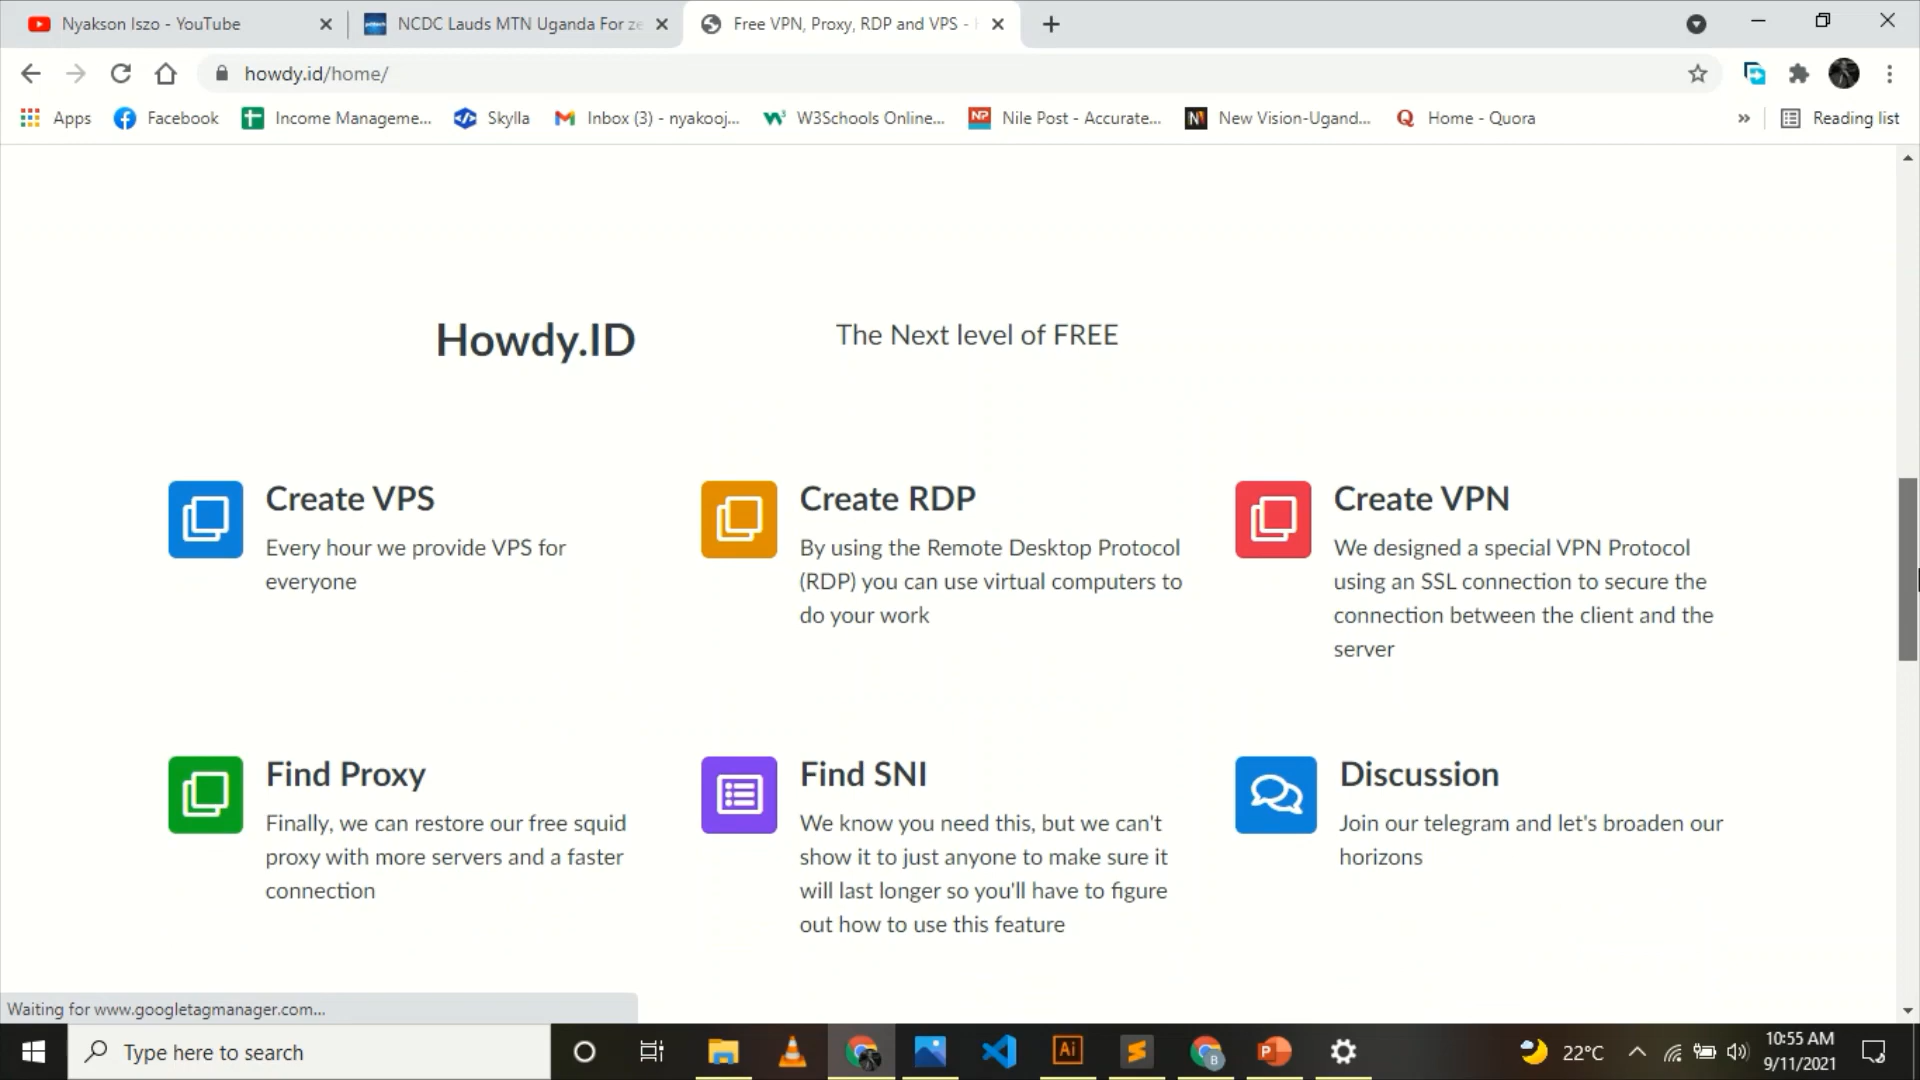 Nyakson Iszo - YouTube
NCDC Lauds MTN Uganda For ze
Free VPN, Proxy, RDP and VPS -
howdy.id/home/
Apps
Facebook
Income Manageme...
Skylla
Inbox (3) - nyakooj...
W3Schools Online...
NP
Nile Post - Accurate...
N
New Vision-Ugand...
Q
Home - Quora
»
Reading list
Howdy.ID
The Next level of FREE
Create VPS
Every hour we provide VPS for
everyone
Create RDP
By using the Remote Desktop Protocol
(RDP) you can use virtual computers to
do your work
Create VPN
We designed a special VPN Protocol
using an SSL connection to secure the
connection between the client and the
server
Find Proxy
Finally, we can restore our free squid
proxy with more servers and a faster
connection
Find SNI
We know you need this, but we can't
show it to just anyone to make sure it
will last longer so you'll have to figure
out how to use this feature
Discussion
Join our telegram and let's broaden our
horizons
Waiting for www.googletagmanager.com...
Type here to search
Ai
B
P
22°C
10:55 AM
9/11/2021